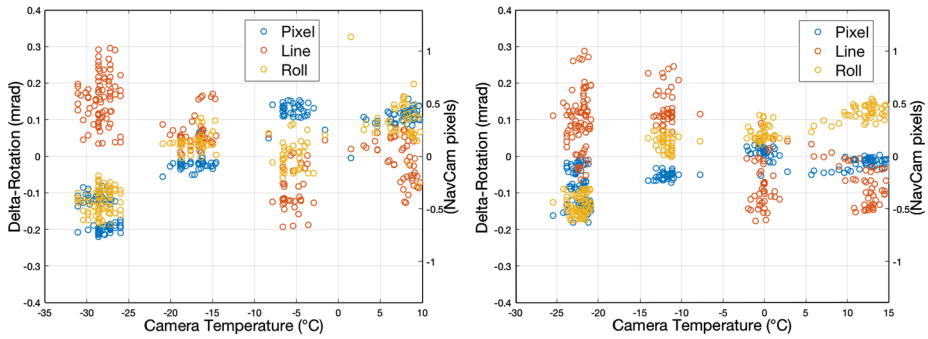 0.4
0.3
0.2
0.1
0
-0.1
-0.2
-0.3
-0.4
Delta-Rotation (mrad)
Pixel
Line
Roll
1
0.5
0
-0.5
-1
(NavCam pixels)
-35 -30 -25 -20 -15 -10 -5 0 5 10
Camera Temperature (°C)
0.4
0.3
0.2
0.1
0
-0.1
-0.2
-0.3
-0.4
Delta-Rotation (mrad)
Pixel
Line
Roll
1
0.5
0
-0.5
-1
(NavCam pixels)
-30 -25 -20 -15 -10 -5 0 5 10 15
Camera Temperature (°C)